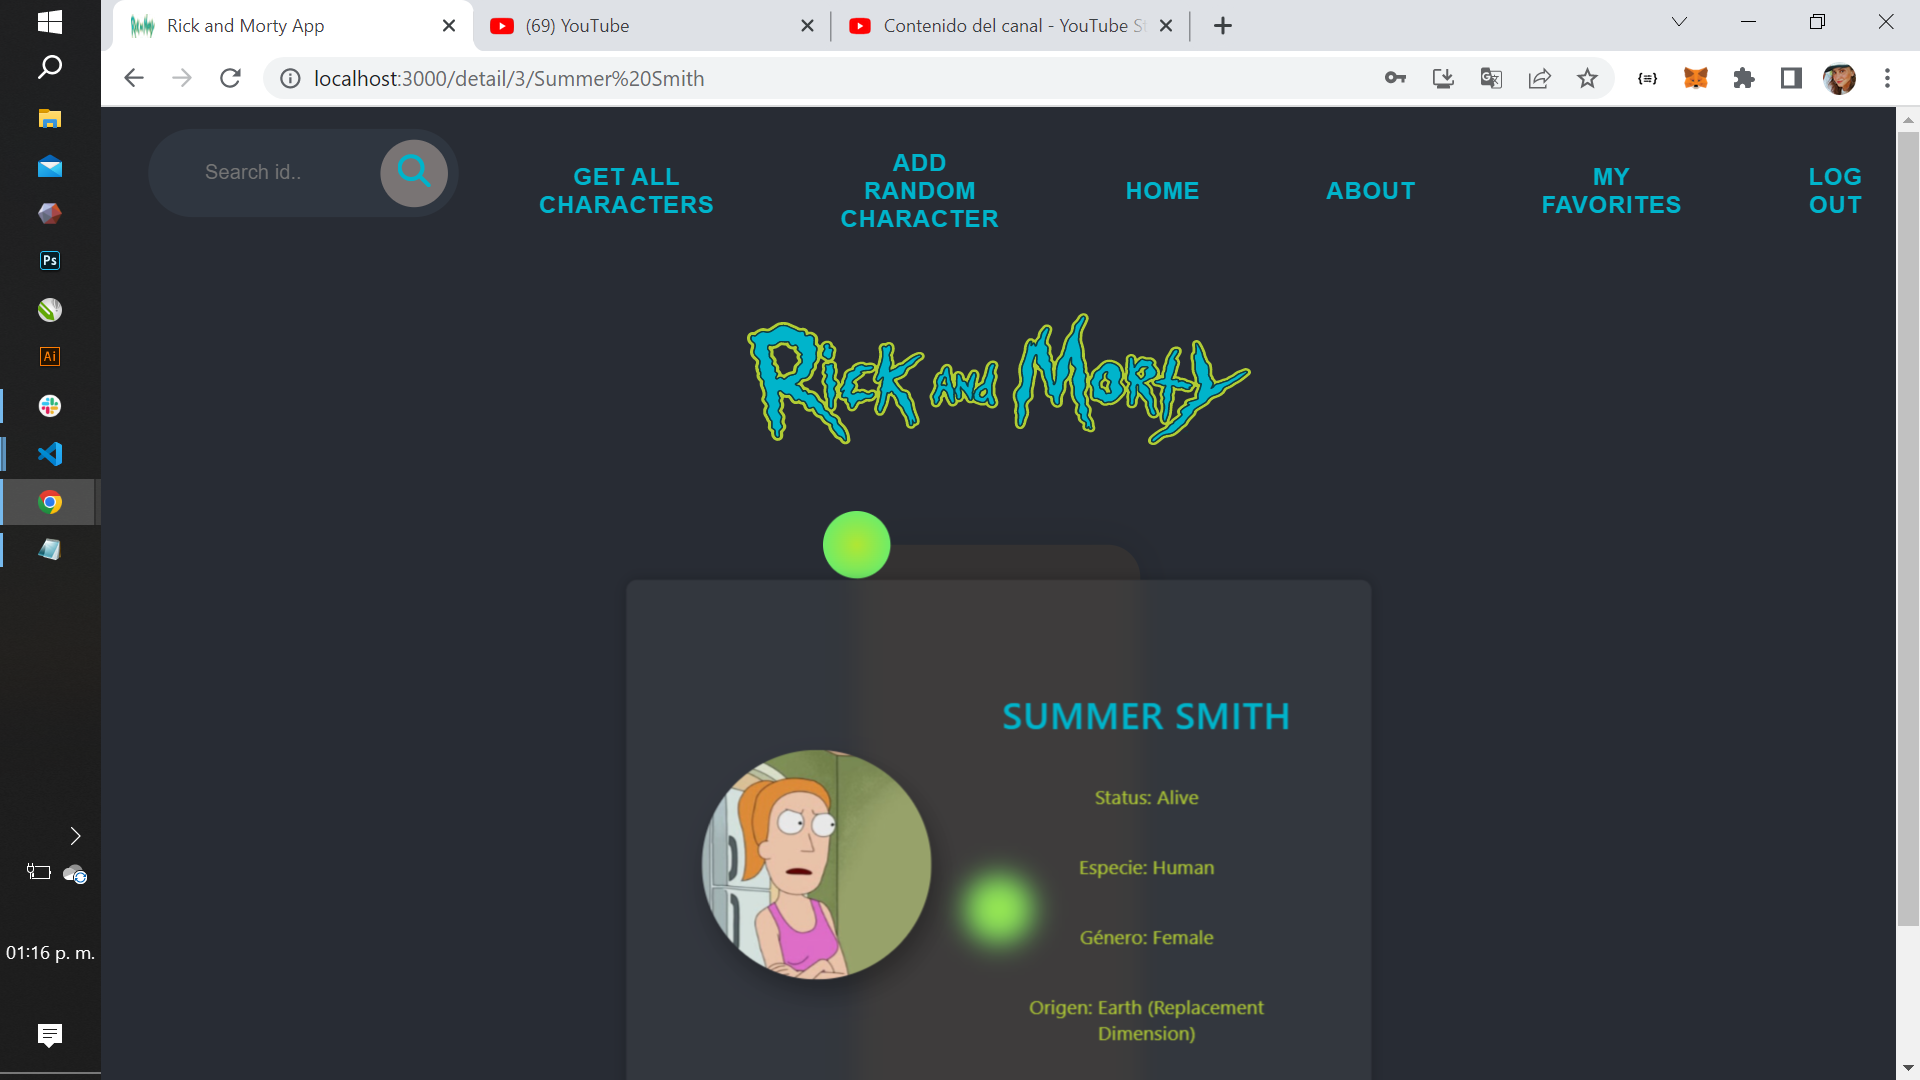 Rick and Morty App
(69) YouTube
Contenido del canal - YouTube St
localhost:3000/detail/3/Summer%20Smith
Search id..
GET ALL
CHARACTERS
ADD
RANDOM
CHARACTER
HOME
ABOUT
MY
FAVORITES
LOG
OUT
Rick and Morty
SUMMER SMITH
Status: Alive
Especie: Human
Género: Female
Origen: Earth (Replacement
Dimension)
Ps
Ai
01:16 p. m.